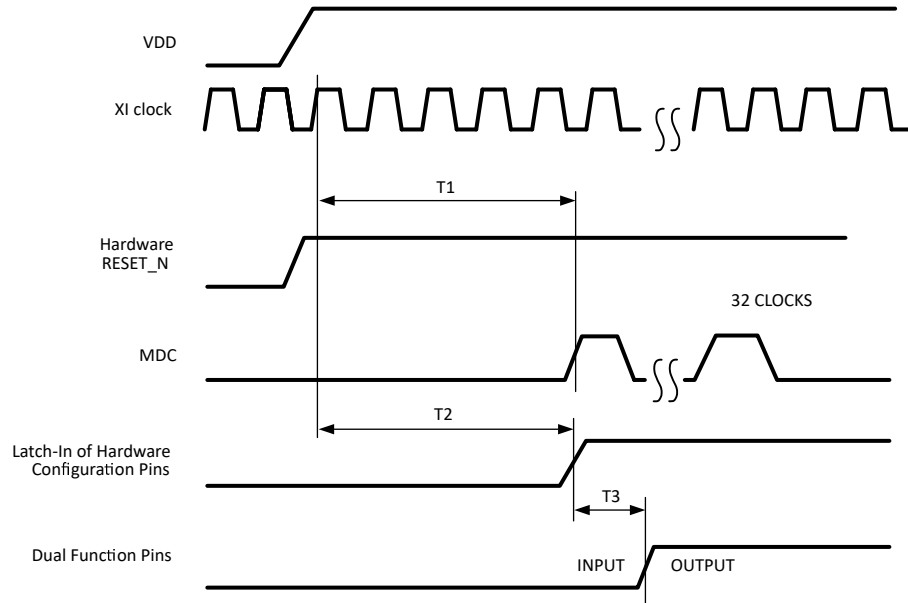 VDD
XI clock
T1
Hardware
RESET_N
32 CLOCKS
MDC
T2
Latch-In of Hardware
Configuration Pins
T3
Dual Function Pins
INPUT
OUTPUT